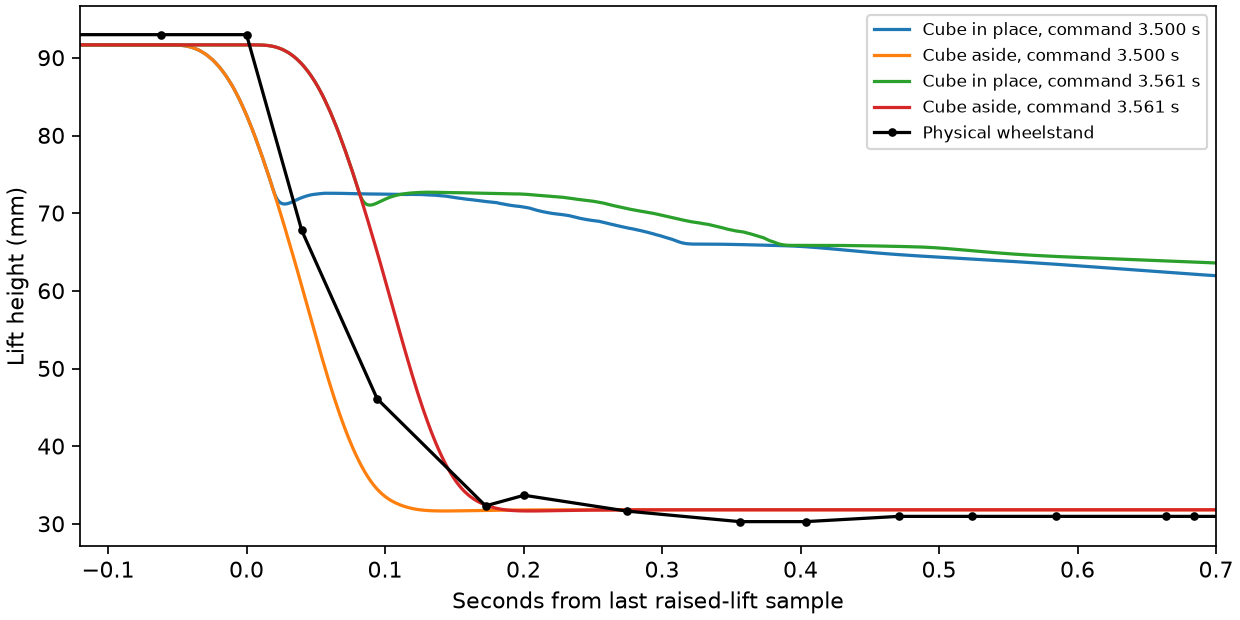 Cube in place, command 3.500 s
Cube aside, command 3.500 s
Cube in place, command 3.561 s
Cube aside, command 3.561 s
Physical wheelstand
Lift height (mm)
90
80
70
60
50
40
30
−0.1 0.0 0.1 0.2 0.3 0.4 0.5 0.6 0.7
Seconds from last raised-lift sample